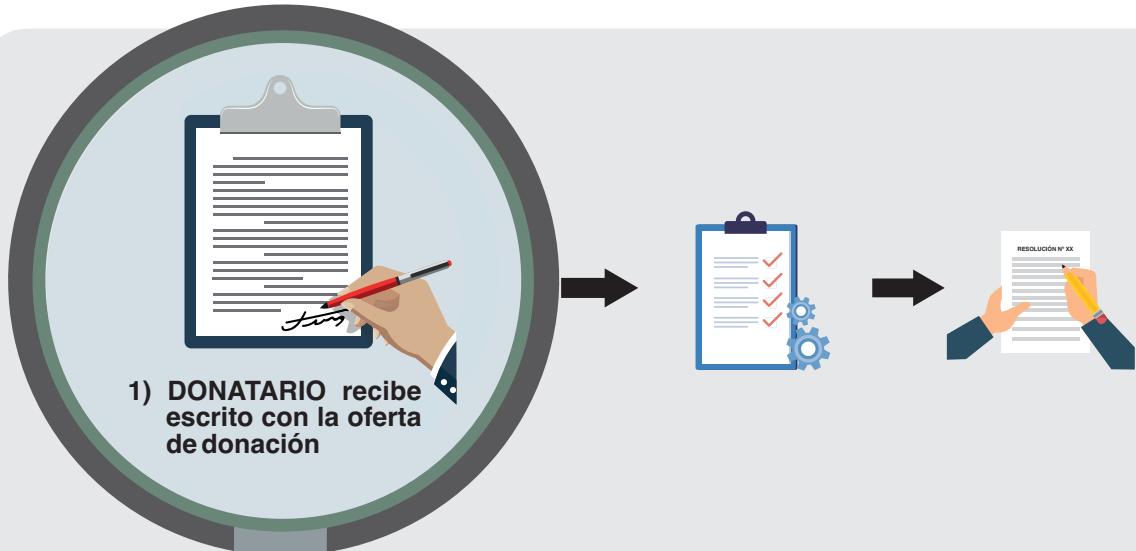 RESOLUCIÓN Nº XX
1) DONATARIO recibe
escrito con la oferta
de donación